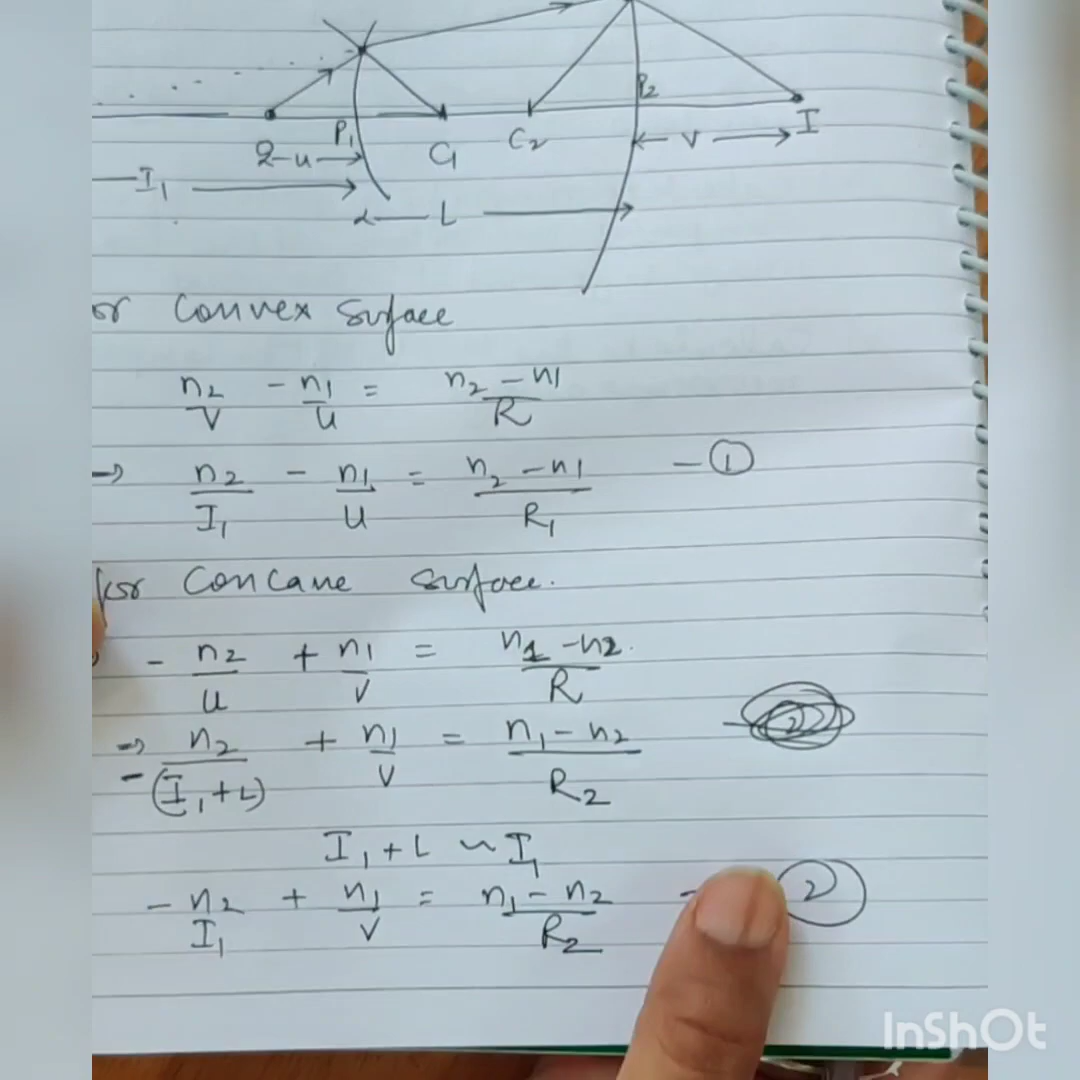 P₁ P₂
2-u→ C₁ C₂ ← V → I
—I₁ →
L →
or Convex Surface
n₂/V - n₁/u = n₂ - n₁/R
→ n₂/I₁ - n₁/u = n₂ - n₁/R₁ - ①
for Concave surface.
- n₂/u + n₁/V = n₁ - n₂/R
⇒ - n₂/(I₁+L) + n₁/V = n₁ - n₂/R₂
I₁ + L ~ I₁
- n₂/I₁ + n₁/V = n₁ - n₂/R₂ - ②
InShOt